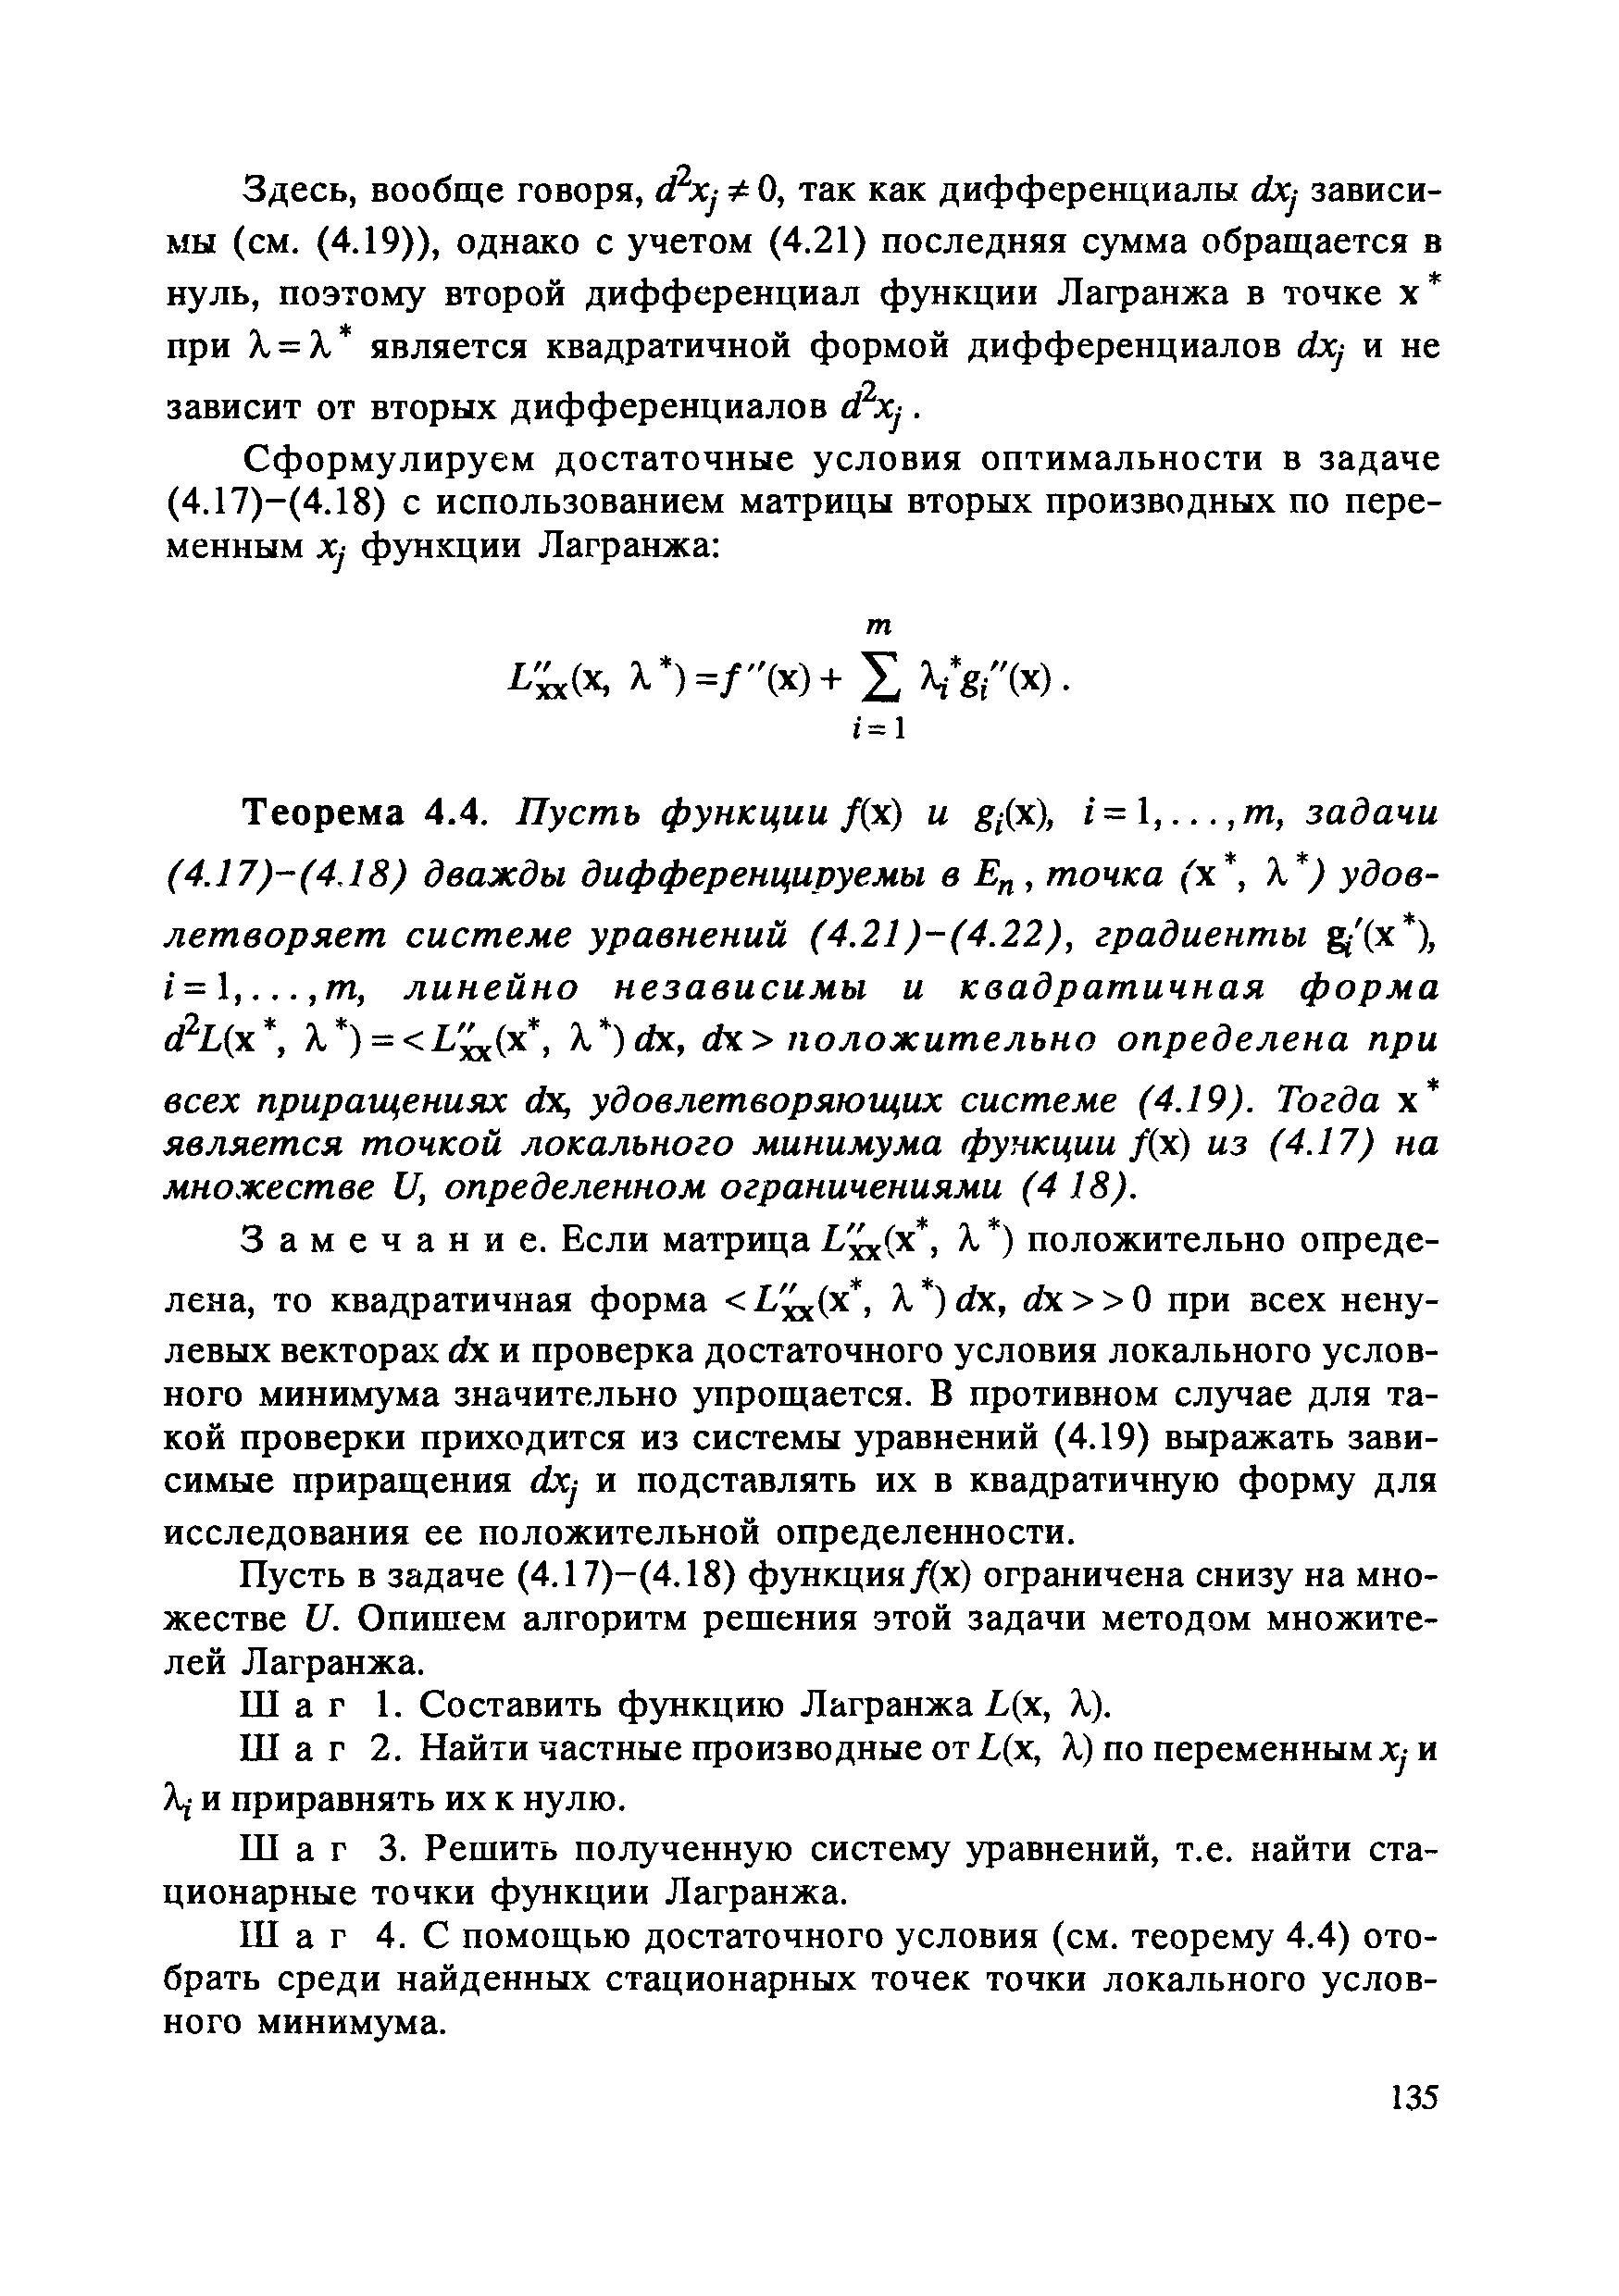 Здесь, вообще говоря, d²xⱼ ≠ 0, так как дифференциалы dxⱼ зависи-
мы (см. (4.19)), однако с учетом (4.21) последняя сумма обращается в
нуль, поэтому второй дифференциал функции Лагранжа в точке x*
при λ = λ* является квадратичной формой дифференциалов dxⱼ и не
зависит от вторых дифференциалов d²xⱼ.
Сформулируем достаточные условия оптимальности в задаче
(4.17)–(4.18) с использованием матрицы вторых производных по пере-
менным xⱼ функции Лагранжа:
m
L″xx(x, λ*) = f″(x) + Σ λᵢ*gᵢ″(x).
i = 1
Теорема 4.4. Пусть функции f(x) и gᵢ(x), i = 1,...,m, задачи
(4.17)–(4.18) дважды дифференцируемы в Eₙ, точка (x*, λ*) удов-
летворяет системе уравнений (4.21)–(4.22), градиенты gᵢ′(x*),
i = 1,...,m, линейно независимы и квадратичная форма
d²L(x*, λ*) = <L″xx(x*, λ*) dx, dx> положительно определена при
всех приращениях dx, удовлетворяющих системе (4.19). Тогда x*
является точкой локального минимума функции f(x) из (4.17) на
множестве U, определенном ограничениями (4 18).
З а м е ч а н и е. Если матрица L″xx(x*, λ*) положительно опреде-
лена, то квадратичная форма <L″xx(x*, λ*) dx, dx> > 0 при всех нену-
левых векторах dx и проверка достаточного условия локального услов-
ного минимума значительно упрощается. В противном случае для та-
кой проверки приходится из системы уравнений (4.19) выражать зави-
симые приращения dxⱼ и подставлять их в квадратичную форму для
исследования ее положительной определенности.
Пусть в задаче (4.17)–(4.18) функция f(x) ограничена снизу на мно-
жестве U. Опишем алгоритм решения этой задачи методом множите-
лей Лагранжа.
Ш а г 1. Составить функцию Лагранжа L(x, λ).
Ш а г 2. Найти частные производные от L(x, λ) по переменным xⱼ и
λᵢ и приравнять их к нулю.
Ш а г 3. Решить полученную систему уравнений, т.е. найти ста-
ционарные точки функции Лагранжа.
Ш а г 4. С помощью достаточного условия (см. теорему 4.4) ото-
брать среди найденных стационарных точек точки локального услов-
ного минимума.
135